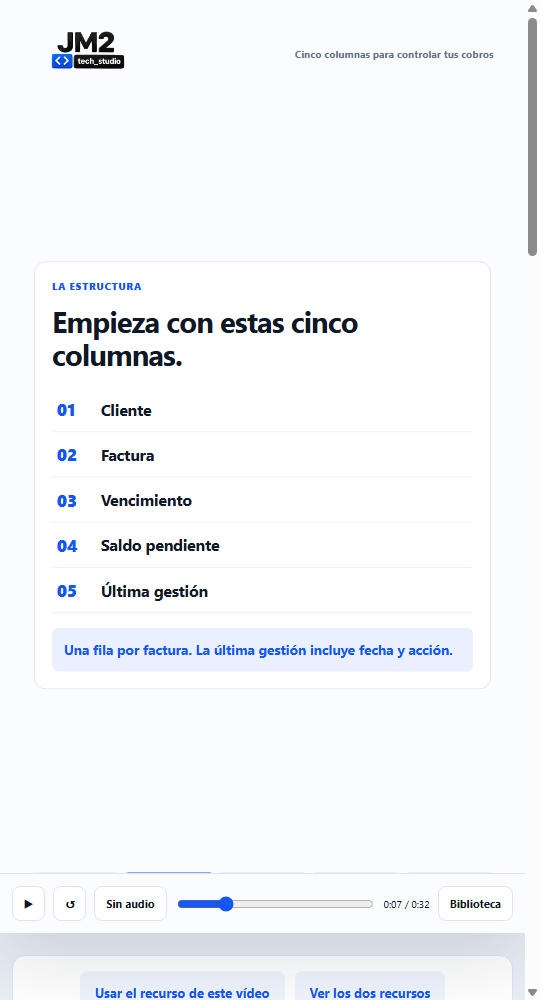 JM2
<> tech_studio
Cinco columnas para controlar tus cobros
LA ESTRUCTURA
Empieza con estas cinco
columnas.
01 Cliente
02 Factura
03 Vencimiento
04 Saldo pendiente
05 Última gestión
Una fila por factura. La última gestión incluye fecha y acción.
Sin audio 0:07 / 0:32 Biblioteca
Usar el recurso de este vídeo Ver los dos recursos